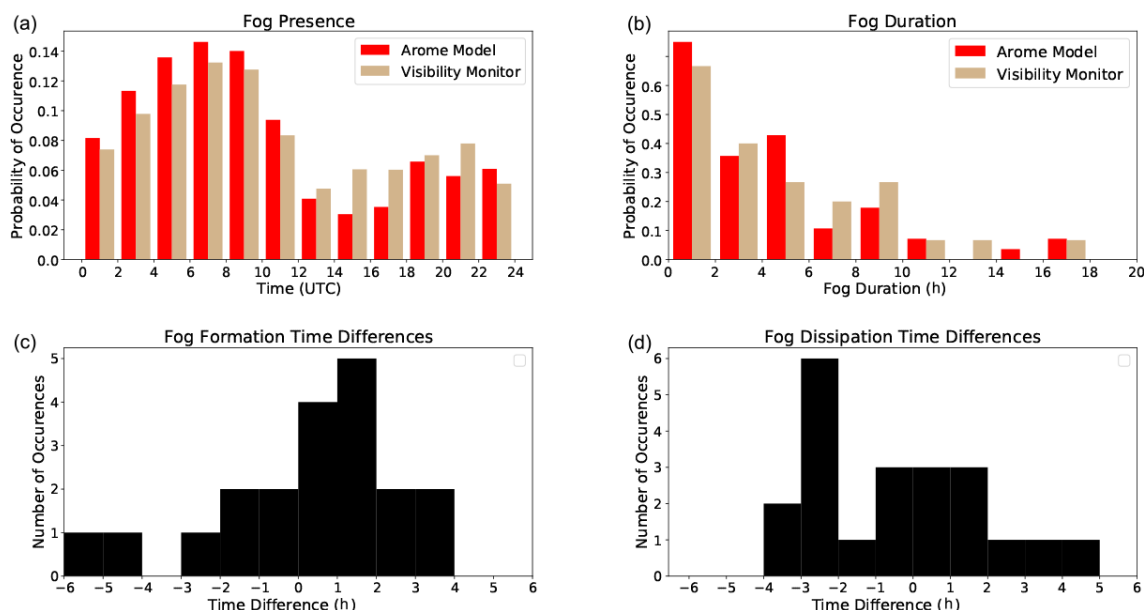 (a)
Fog Presence
Arome Model
Visibility Monitor
Probability of Occurence
0.14
0.12
0.1
0.08
0.06
0.04
0.02
0.0
0 2 4 6 8 10 12 14 16 18 20 22 24
Time (UTC)
(b)
Fog Duration
Arome Model
Visibility Monitor
Probability of Occurence
0.6
0.5
0.4
0.3
0.2
0.1
0.0
0 2 4 6 8 10 12 14 16 18 20
Fog Duration (h)
(c)
Fog Formation Time Differences
Number of Occurences
5
4
3
2
1
0
−6 −5 −4 −3 −2 −1 0 1 2 3 4 5 6
Time Difference (h)
(d)
Fog Dissipation Time Differences
Number of Occurences
6
5
4
3
2
1
0
−6 −5 −4 −3 −2 −1 0 1 2 3 4 5 6
Time Difference (h)